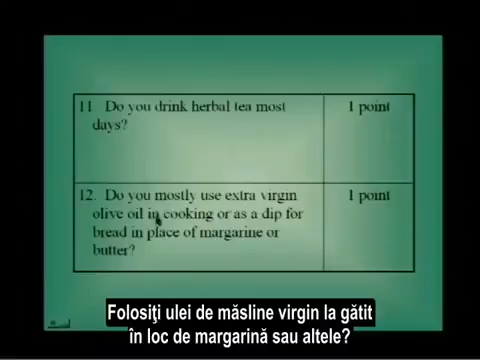 11 Do you drink herbal tea most
1 point
days?
12. Do you mostly use extra virgin
1 point
olive oil in cooking or as a dip for
bread in place of margarine or
butter?
Folosiţi ulei de măsline virgin la gătit
în loc de margarină sau altele?